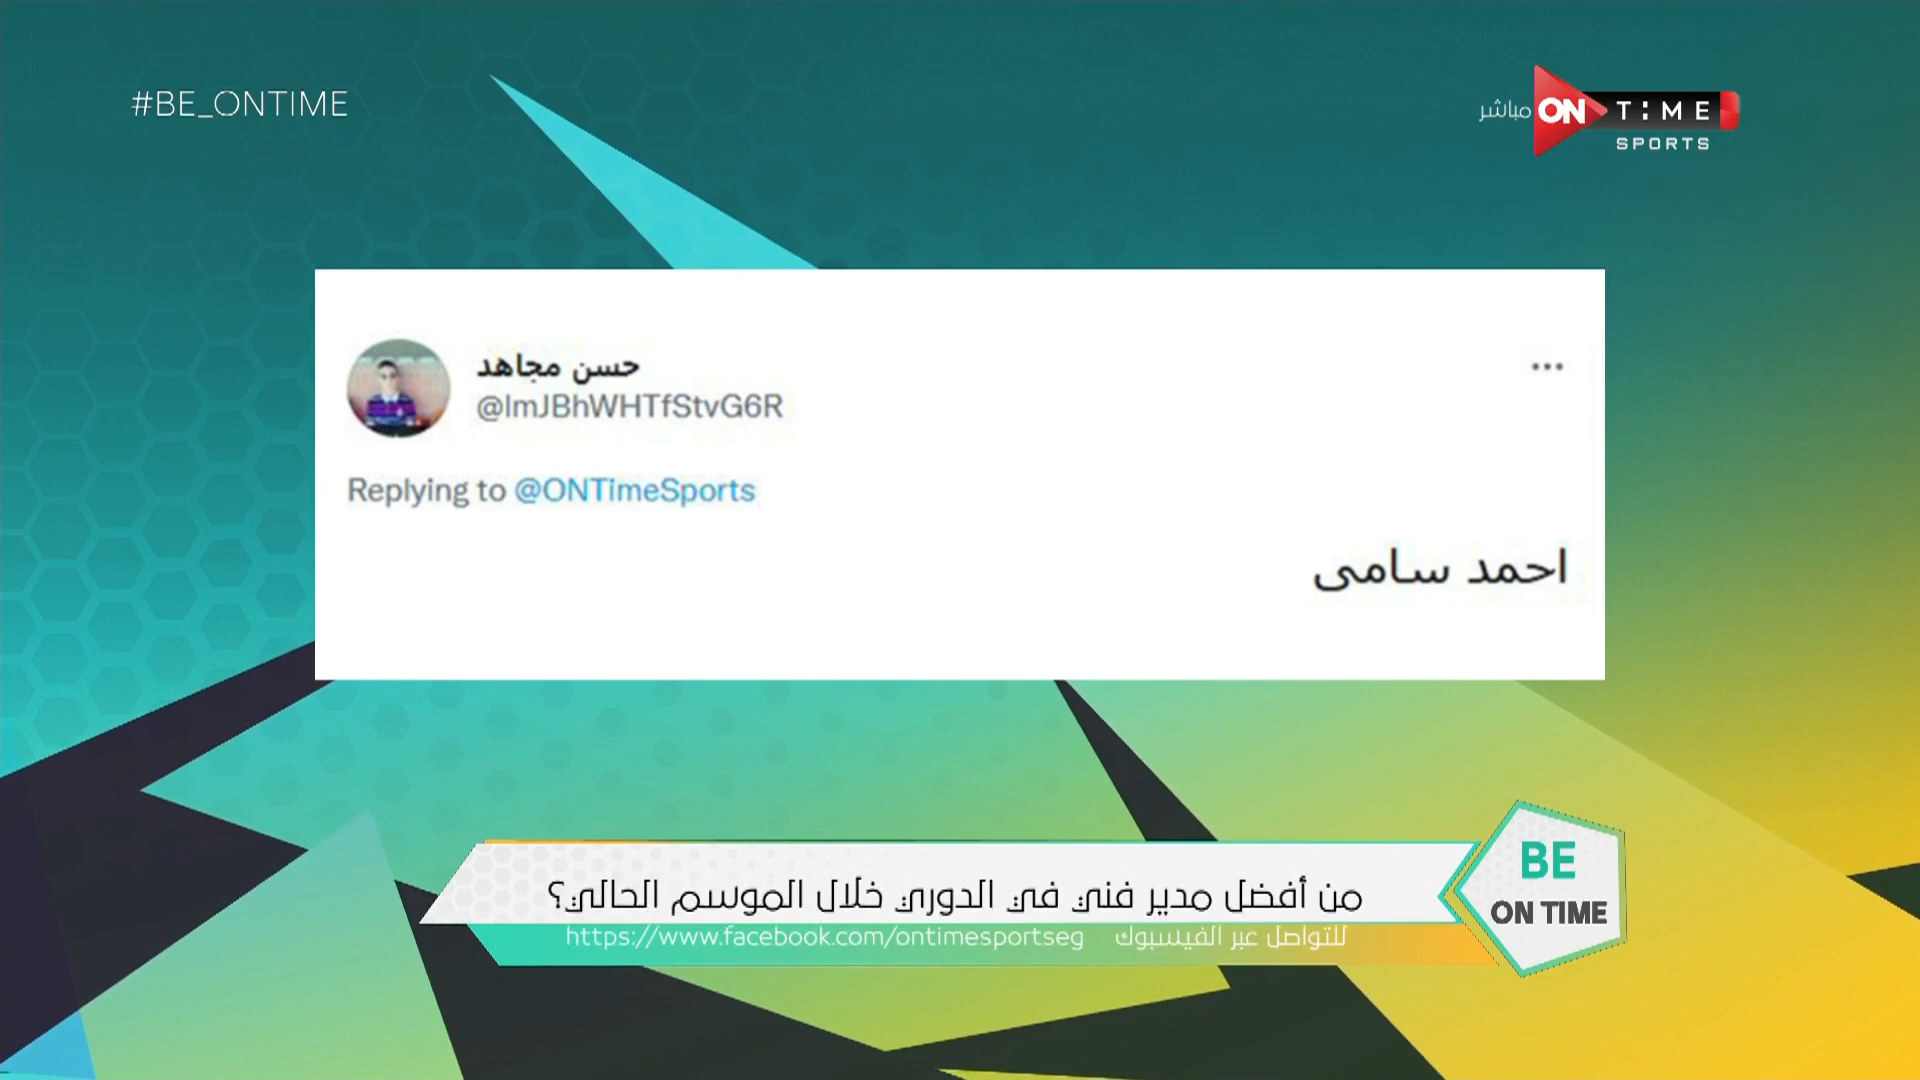 #BE_ONTIME
مباشر ON TIME
SPORTS
حسن مجاهد
@lmJBhWHTfStvG6R
Replying to @ONTimeSports
احمد سامى
من أفضل مدير فني في الدوري خلال الموسم الحالي؟
للتواصل عبر الفيسبوك https://www.facebook.com/ontimesportseg
BE
ON TIME